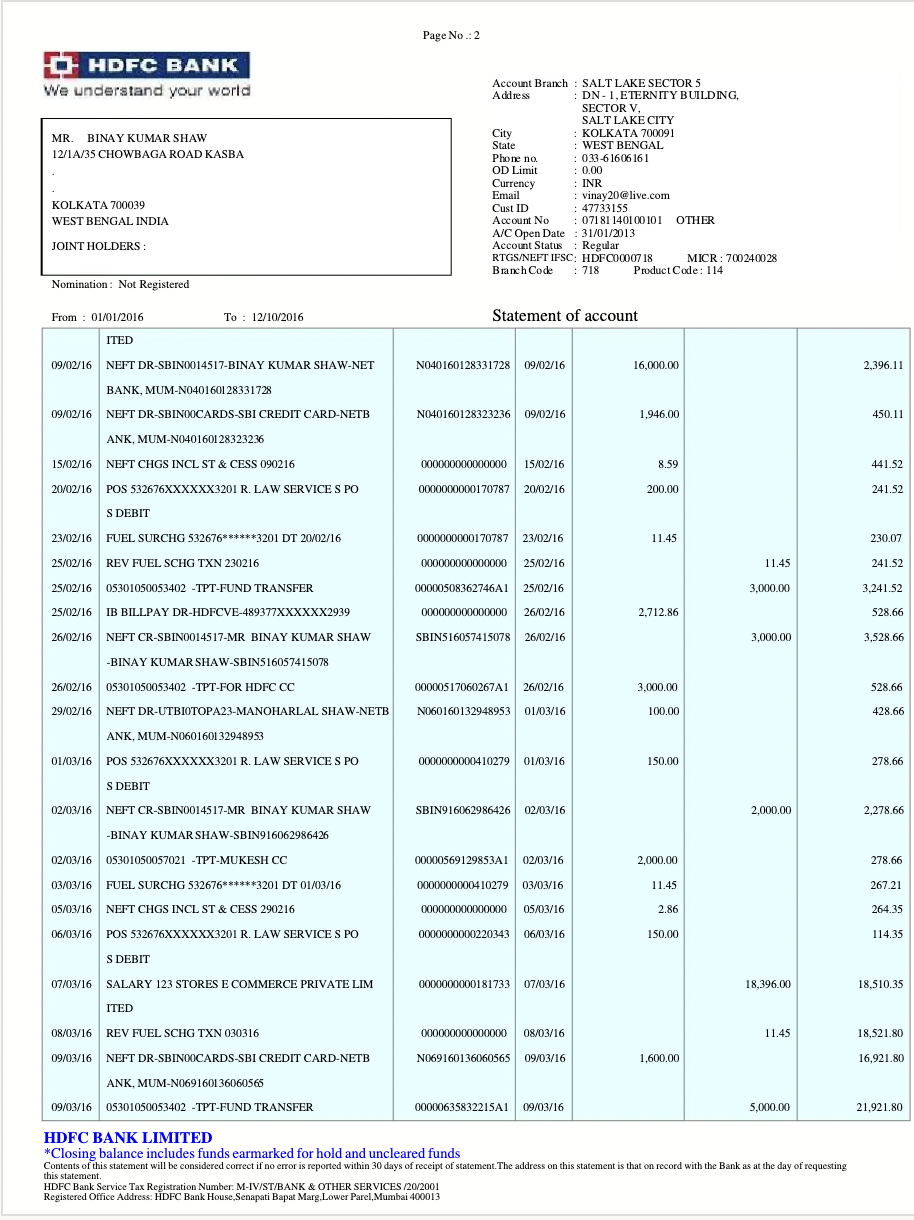 Page No .: 2
HDFC BANK
We understand your world
MR. BINAY KUMAR SHAW
12/1A/35 CHOWBAGA ROAD KASBA
.
.
KOLKATA 700039
WEST BENGAL INDIA
JOINT HOLDERS :
Nomination : Not Registered
Account Branch : SALT LAKE SECTOR 5
Address : DN - 1, ETERNITY BUILDING,
SECTOR V,
SALT LAKE CITY
City : KOLKATA 700091
State : WEST BENGAL
Phone no. : 033-61606161
OD Limit : 0.00
Currency : INR
Email : vinay20@live.com
Cust ID : 47733155
Account No : 07181140100101 OTHER
A/C Open Date : 31/01/2013
Account Status : Regular
RTGS/NEFT IFSC: HDFC0000718 MICR : 700240028
Branch Code : 718 Product Code : 114
From : 01/01/2016 To : 12/10/2016 Statement of account
ITED
09/02/16 NEFT DR-SBIN0014517-BINAY KUMAR SHAW-NET N040160128331728 09/02/16 16,000.00 2,396.11
BANK, MUM-N040160128331728
09/02/16 NEFT DR-SBIN00CARDS-SBI CREDIT CARD-NETB N040160128323236 09/02/16 1,946.00 450.11
ANK, MUM-N040160128323236
15/02/16 NEFT CHGS INCL ST & CESS 090216 000000000000000 15/02/16 8.59 441.52
20/02/16 POS 532676XXXXXX3201 R. LAW SERVICE S PO 0000000000170787 20/02/16 200.00 241.52
S DEBIT
23/02/16 FUEL SURCHG 532676******3201 DT 20/02/16 0000000000170787 23/02/16 11.45 230.07
25/02/16 REV FUEL SCHG TXN 230216 000000000000000 25/02/16 11.45 241.52
25/02/16 05301050053402 -TPT-FUND TRANSFER 00000508362746A1 25/02/16 3,000.00 3,241.52
25/02/16 IB BILLPAY DR-HDFCVE-489377XXXXXX2939 000000000000000 26/02/16 2,712.86 528.66
26/02/16 NEFT CR-SBIN0014517-MR BINAY KUMAR SHAW SBIN516057415078 26/02/16 3,000.00 3,528.66
-BINAY KUMAR SHAW-SBIN516057415078
26/02/16 05301050053402 -TPT-FOR HDFC CC 00000517060267A1 26/02/16 3,000.00 528.66
29/02/16 NEFT DR-UTBI0TOPA23-MANOHARLAL SHAW-NETB N060160132948953 01/03/16 100.00 428.66
ANK, MUM-N060160132948953
01/03/16 POS 532676XXXXXX3201 R. LAW SERVICE S PO 0000000000410279 01/03/16 150.00 278.66
S DEBIT
02/03/16 NEFT CR-SBIN0014517-MR BINAY KUMAR SHAW SBIN916062986426 02/03/16 2,000.00 2,278.66
-BINAY KUMAR SHAW-SBIN916062986426
02/03/16 05301050057021 -TPT-MUKESH CC 00000569129853A1 02/03/16 2,000.00 278.66
03/03/16 FUEL SURCHG 532676******3201 DT 01/03/16 0000000000410279 03/03/16 11.45 267.21
05/03/16 NEFT CHGS INCL ST & CESS 290216 000000000000000 05/03/16 2.86 264.35
06/03/16 POS 532676XXXXXX3201 R. LAW SERVICE S PO 0000000000220343 06/03/16 150.00 114.35
S DEBIT
07/03/16 SALARY 123 STORES E COMMERCE PRIVATE LIM 0000000000181733 07/03/16 18,396.00 18,510.35
ITED
08/03/16 REV FUEL SCHG TXN 030316 000000000000000 08/03/16 11.45 18,521.80
09/03/16 NEFT DR-SBIN00CARDS-SBI CREDIT CARD-NETB N069160136060565 09/03/16 1,600.00 16,921.80
ANK, MUM-N069160136060565
09/03/16 05301050053402 -TPT-FUND TRANSFER 00000635832215A1 09/03/16 5,000.00 21,921.80
HDFC BANK LIMITED
*Closing balance includes funds earmarked for hold and uncleared funds
Contents of this statement will be considered correct if no error is reported within 30 days of receipt of statement.The address on this statement is that on record with the Bank as at the day of requesting
this statement.
HDFC Bank Service Tax Registration Number: M-IV/ST/BANK & OTHER SERVICES /20/2001
Registered Office Address: HDFC Bank House,Senapati Bapat Marg,Lower Parel,Mumbai 400013